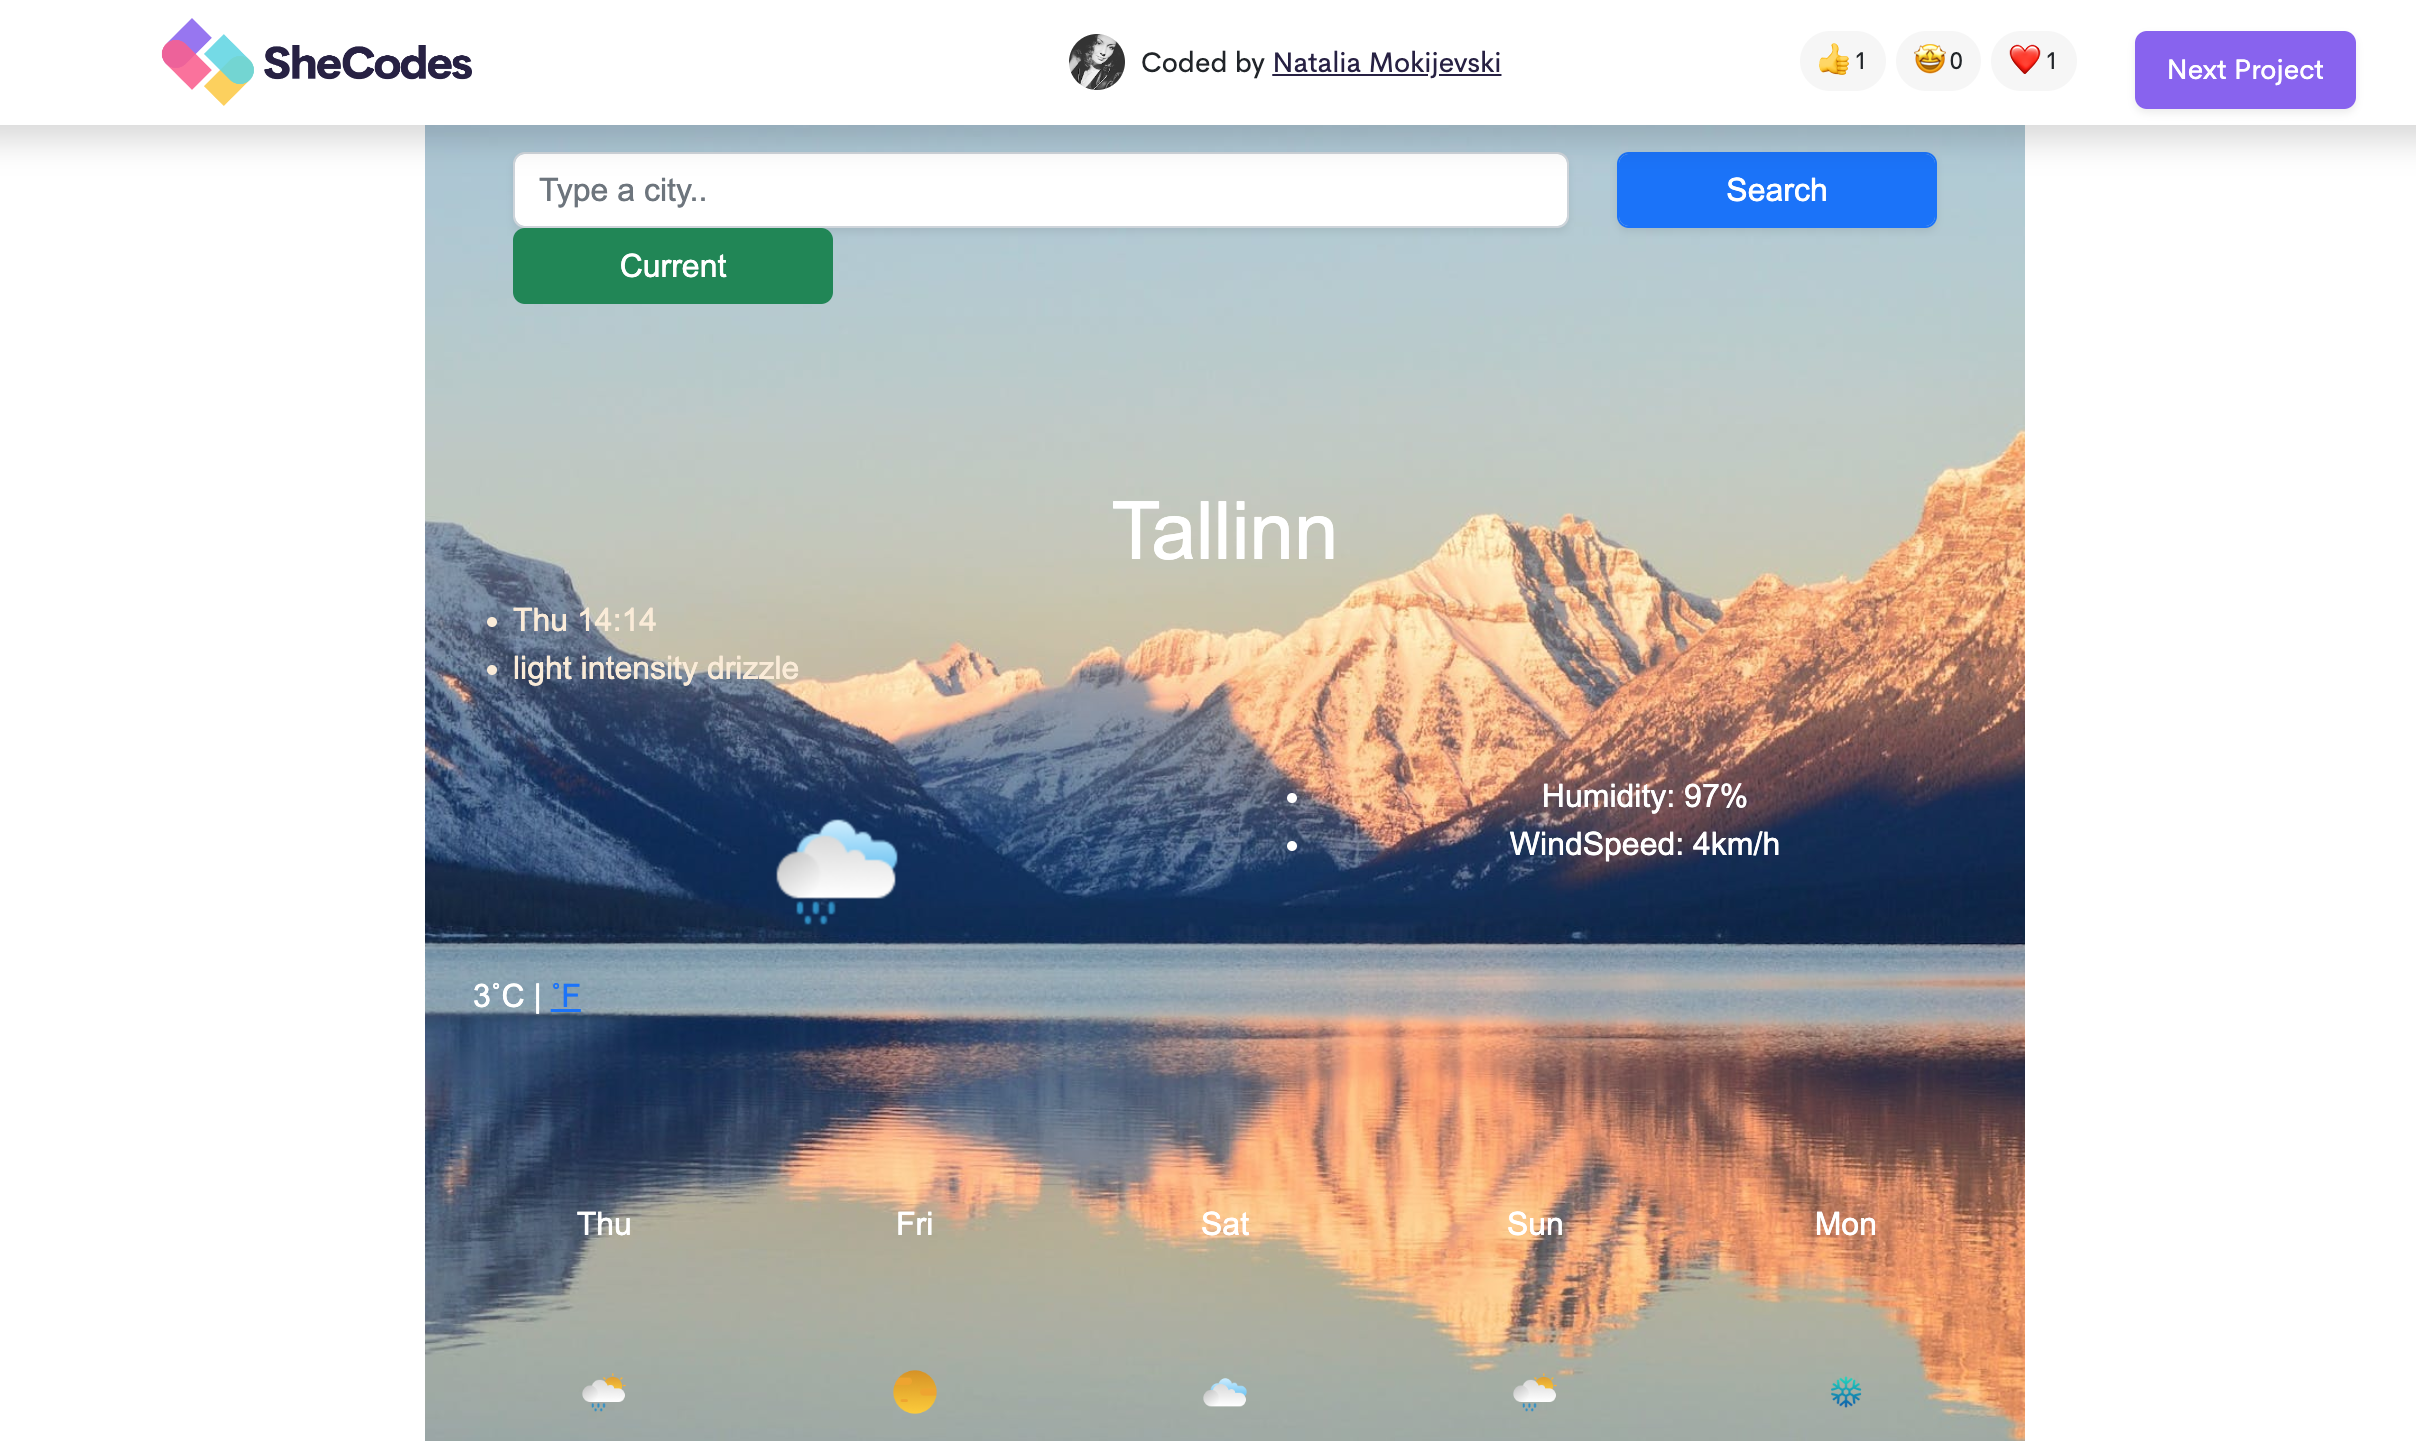 SheCodes
Coded by Natalia Mokijevski
👍 1 🤩 0 ❤️ 1
Next Project
Type a city..
Search
Current
Tallinn
Thu 14:14
light intensity drizzle
Humidity: 97%
WindSpeed: 4km/h
3°C | °F
Thu Fri Sat Sun Mon